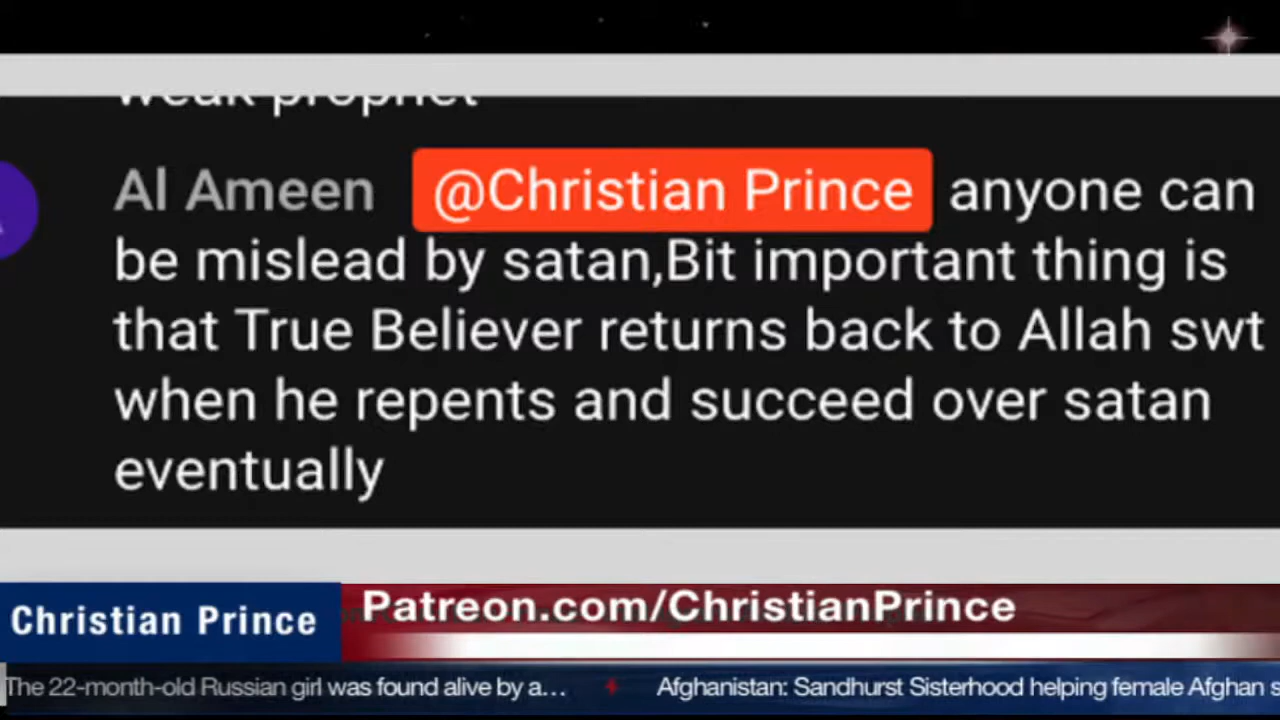 weak prophet
Al Ameen @Christian Prince anyone can
be mislead by satan,Bit important thing is
that True Believer returns back to Allah swt
when he repents and succeed over satan
eventually
Christian Prince
Patreon.com/ChristianPrince
The 22-month-old Russian girl was found alive by a…
Afghanistan: Sandhurst Sisterhood helping female Afghan s